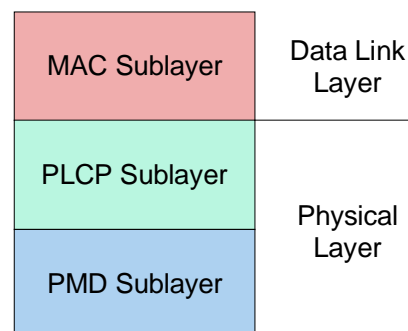 MAC Sublayer
Data Link
Layer
PLCP Sublayer
Physical
Layer
PMD Sublayer